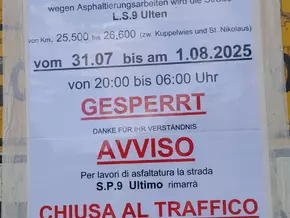 wegen Asphaltierungsarbeiten wird die
L.S.9 Ulten
von Km. 25,500 bis 26,600 (zw. Kuppelwies und St. Nikolaus)
vom 31.07 bis am 1.08.2025
von 20:00 bis 06:00 Uhr
GESPERRT
DANKE FÜR IHR VERSTÄNDNIS
AVVISO
Per lavori di asfaltatura la strada
S.P.9 Ultimo rimarrà
CHIUSA AL TRAFFICO